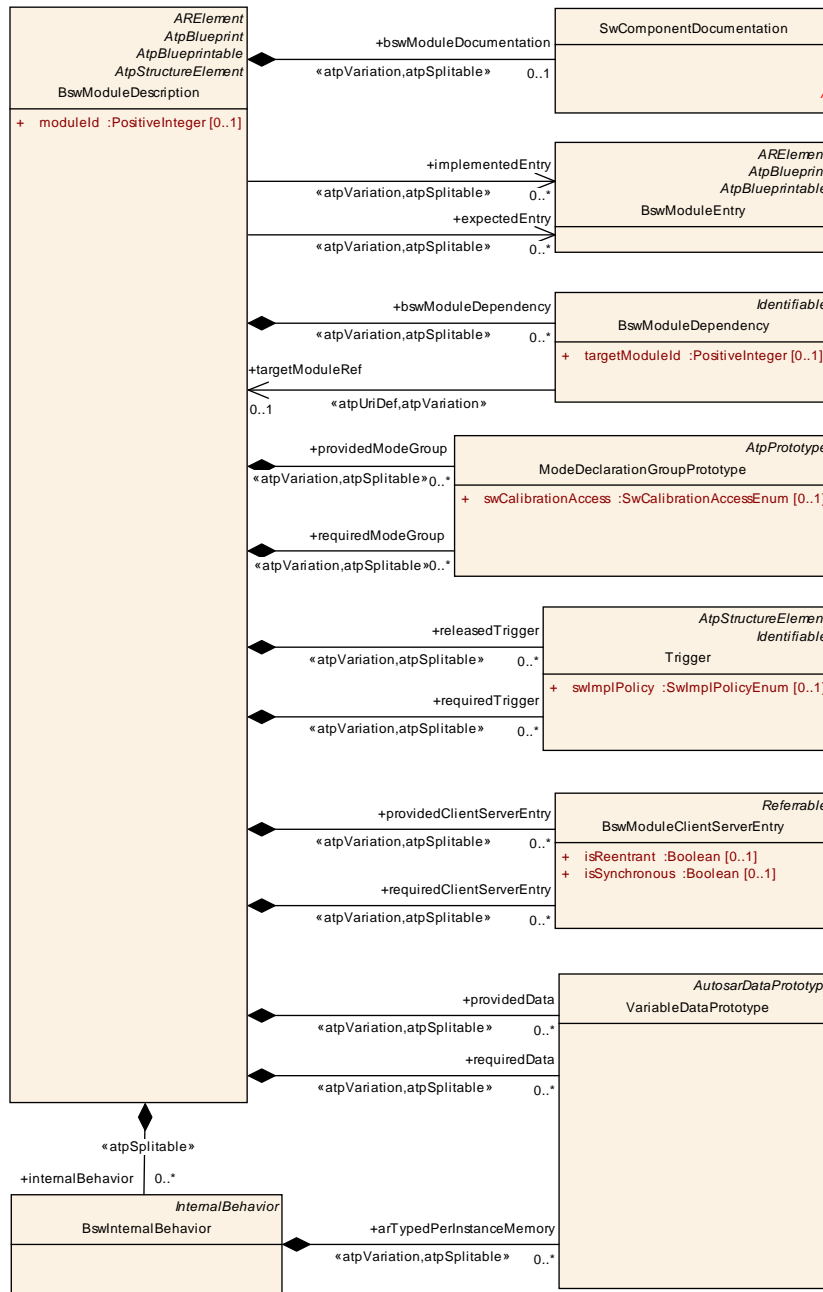 ARElement
AtpBlueprint
AtpBlueprintable
AtpStructureElement
BswModuleDescription
+ moduleId :PositiveInteger [0..1]
+bswModuleDocumentation
«atpVariation,atpSplitable» 0..1
SwComponentDocumentation
+implementedEntry
«atpVariation,atpSplitable» 0..*
+expectedEntry
«atpVariation,atpSplitable» 0..*
ARElement
AtpBlueprint
AtpBlueprintable
BswModuleEntry
+bswModuleDependency
«atpVariation,atpSplitable» 0..*
Identifiable
BswModuleDependency
+ targetModuleId :PositiveInteger [0..1]
+targetModuleRef
0..1 «atpUriDef,atpVariation»
+providedModeGroup
«atpVariation,atpSplitable» 0..*
AtpPrototype
ModeDeclarationGroupPrototype
+ swCalibrationAccess :SwCalibrationAccessEnum [0..1]
+requiredModeGroup
«atpVariation,atpSplitable» 0..*
+releasedTrigger
«atpVariation,atpSplitable» 0..*
AtpStructureElement
Identifiable
Trigger
+ swImplPolicy :SwImplPolicyEnum [0..1]
+requiredTrigger
«atpVariation,atpSplitable» 0..*
+providedClientServerEntry
«atpVariation,atpSplitable» 0..*
Referrable
BswModuleClientServerEntry
+ isReentrant :Boolean [0..1]
+ isSynchronous :Boolean [0..1]
+requiredClientServerEntry
«atpVariation,atpSplitable» 0..*
+providedData
«atpVariation,atpSplitable» 0..*
AutosarDataPrototype
VariableDataPrototype
+requiredData
«atpVariation,atpSplitable» 0..*
«atpSplitable»
+internalBehavior 0..*
InternalBehavior
BswInternalBehavior
+arTypedPerInstanceMemory
«atpVariation,atpSplitable» 0..*